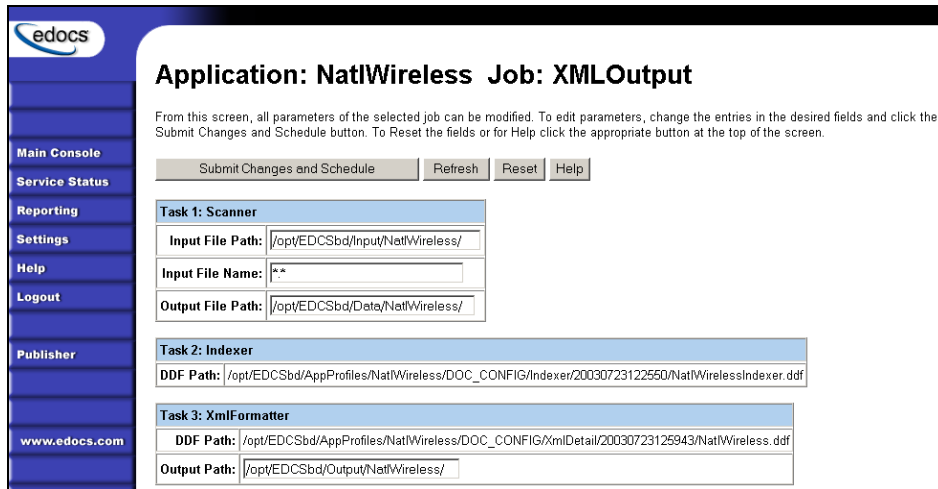 edocs
Application: NatlWireless Job: XMLOutput
From this screen, all parameters of the selected job can be modified. To edit parameters, change the entries in the desired fields and click the
Submit Changes and Schedule button. To Reset the fields or for Help click the appropriate button at the top of the screen.
Submit Changes and Schedule Refresh Reset Help
Main Console
Service Status
Reporting
Settings
Help
Logout
Publisher
www.edocs.com
Task 1: Scanner
Input File Path: /opt/EDCSbd/Input/NatlWireless/
Input File Name: *.*
Output File Path: /opt/EDCSbd/Data/NatlWireless/
Task 2: Indexer
DDF Path: /opt/EDCSbd/AppProfiles/NatlWireless/DOC_CONFIG/Indexer/20030723122550/NatlWirelessIndexer.ddf
Task 3: XmlFormatter
DDF Path: /opt/EDCSbd/AppProfiles/NatlWireless/DOC_CONFIG/XmlDetail/20030723125943/NatlWireless.ddf
Output Path: /opt/EDCSbd/Output/NatlWireless/